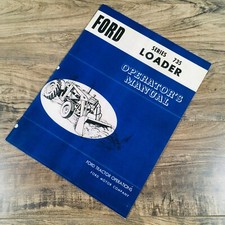 FORD
SERIES 735
LOADER
OPERATOR'S
MANUAL
FORD TRACTOR OPERATIONS
FORD MOTOR COMPANY